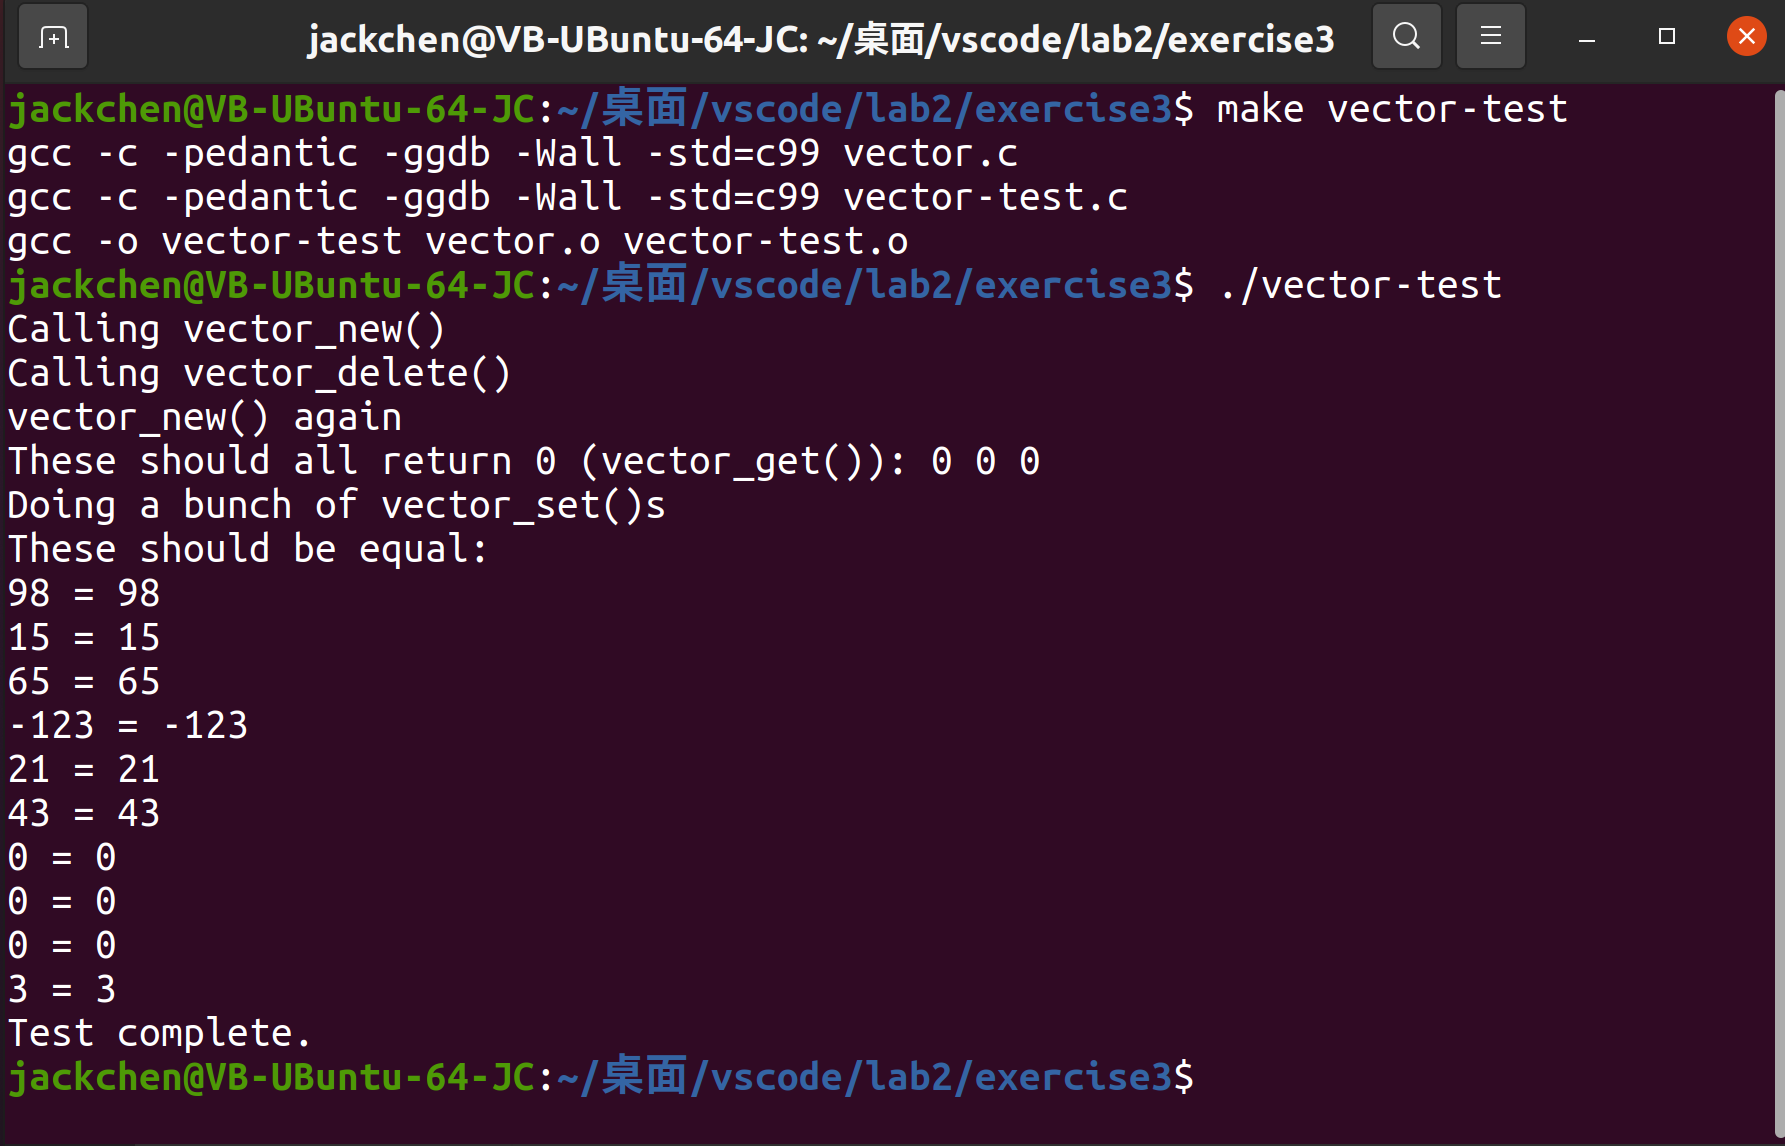 jackchen@VB-UBuntu-64-JC: ~/桌面/vscode/lab2/exercise3
jackchen@VB-UBuntu-64-JC:~/桌面/vscode/lab2/exercise3$ make vector-test
gcc -c -pedantic -ggdb -Wall -std=c99 vector.c
gcc -c -pedantic -ggdb -Wall -std=c99 vector-test.c
gcc -o vector-test vector.o vector-test.o
jackchen@VB-UBuntu-64-JC:~/桌面/vscode/lab2/exercise3$ ./vector-test
Calling vector_new()
Calling vector_delete()
vector_new() again
These should all return 0 (vector_get()): 0 0 0
Doing a bunch of vector_set()s
These should be equal:
98 = 98
15 = 15
65 = 65
-123 = -123
21 = 21
43 = 43
0 = 0
0 = 0
0 = 0
3 = 3
Test complete.
jackchen@VB-UBuntu-64-JC:~/桌面/vscode/lab2/exercise3$